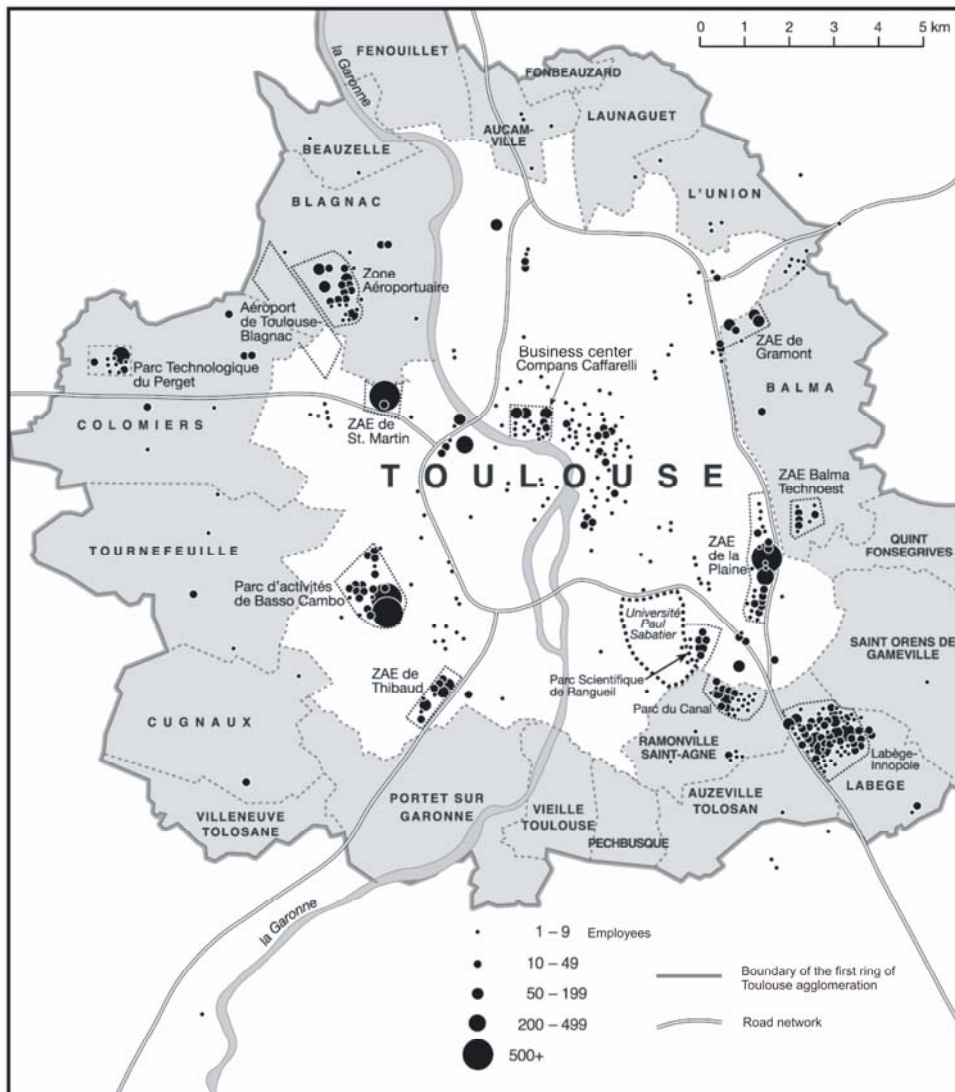 0 1 2 3 4 5 km
FENOUILLET
la Garonne
FONBEAUZARD
LAUNAGUET
AUCAM-
VILLE
BEAUZELLE
L'UNION
BLAGNAC
Zone
Aéroportuaire
Aéroport
de Toulouse-
Blagnac
ZAE de
Gramont
Business center
Compans Caffarelli
Parc Technologique
du Perget
BALMA
ZAE de
St. Martin
COLOMIERS
TOULOUSE
ZAE Balma
Technoest
QUINT
FONSEGRIVES
TOURNEFEUILLE
ZAE
de la
Plaine
Parc d'activités
de Basso Cambo
Université
Paul
Sabatier
SAINT ORENS DE
GAMEVILLE
ZAE de
Thibaud
Parc Scientifique
de Rangueil
Parc du Canal
CUGNAUX
RAMONVILLE
SAINT-AGNE
Labège-
Innopole
LABEGE
PORTET SUR
GARONNE
AUZEVILLE
TOLOSAN
VILLENEUVE
TOLOSANE
VIEILLE
TOULOUSE
PECHBUSQUE
la Garonne
1 – 9 Employees
10 – 49
50 – 199
200 – 499
500+
Boundary of the first ring of
Toulouse agglomeration
Road network